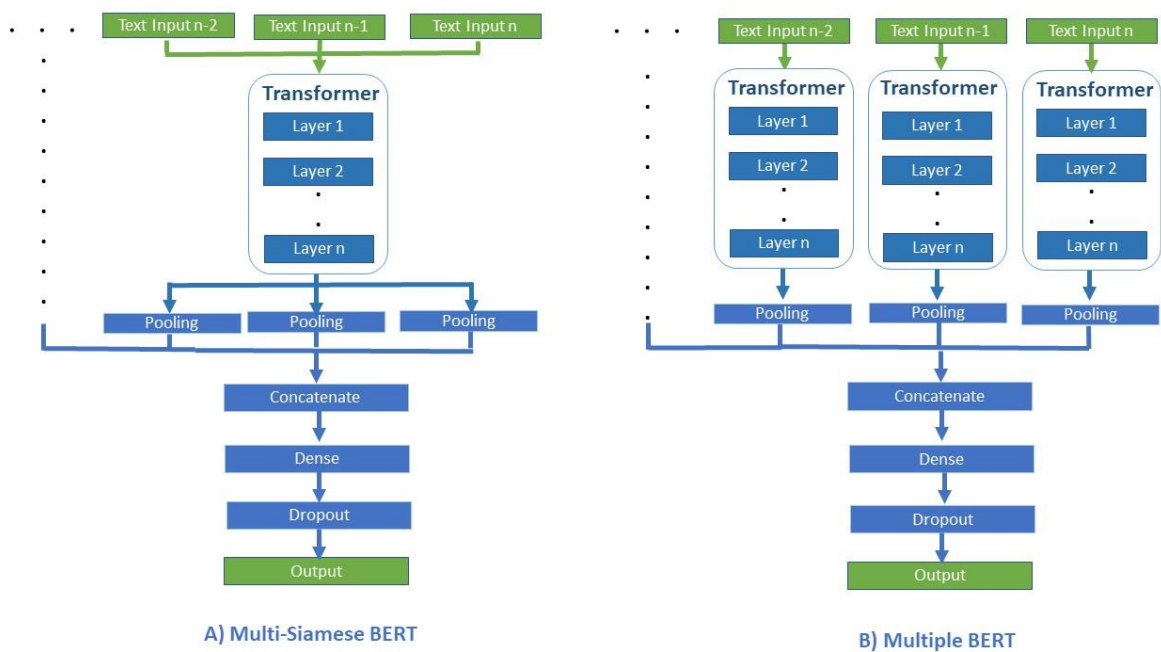 Text Input n-2
Text Input n-1
Text Input n
Transformer
Layer 1
Layer 2
Layer n
Pooling
Pooling
Pooling
Concatenate
Dense
Dropout
Output
A) Multi-Siamese BERT
Text Input n-2
Text Input n-1
Text Input n
Transformer
Layer 1
Layer 2
Layer n
Transformer
Layer 1
Layer 2
Layer n
Transformer
Layer 1
Layer 2
Layer n
Pooling
Pooling
Pooling
Concatenate
Dense
Dropout
Output
B) Multiple BERT